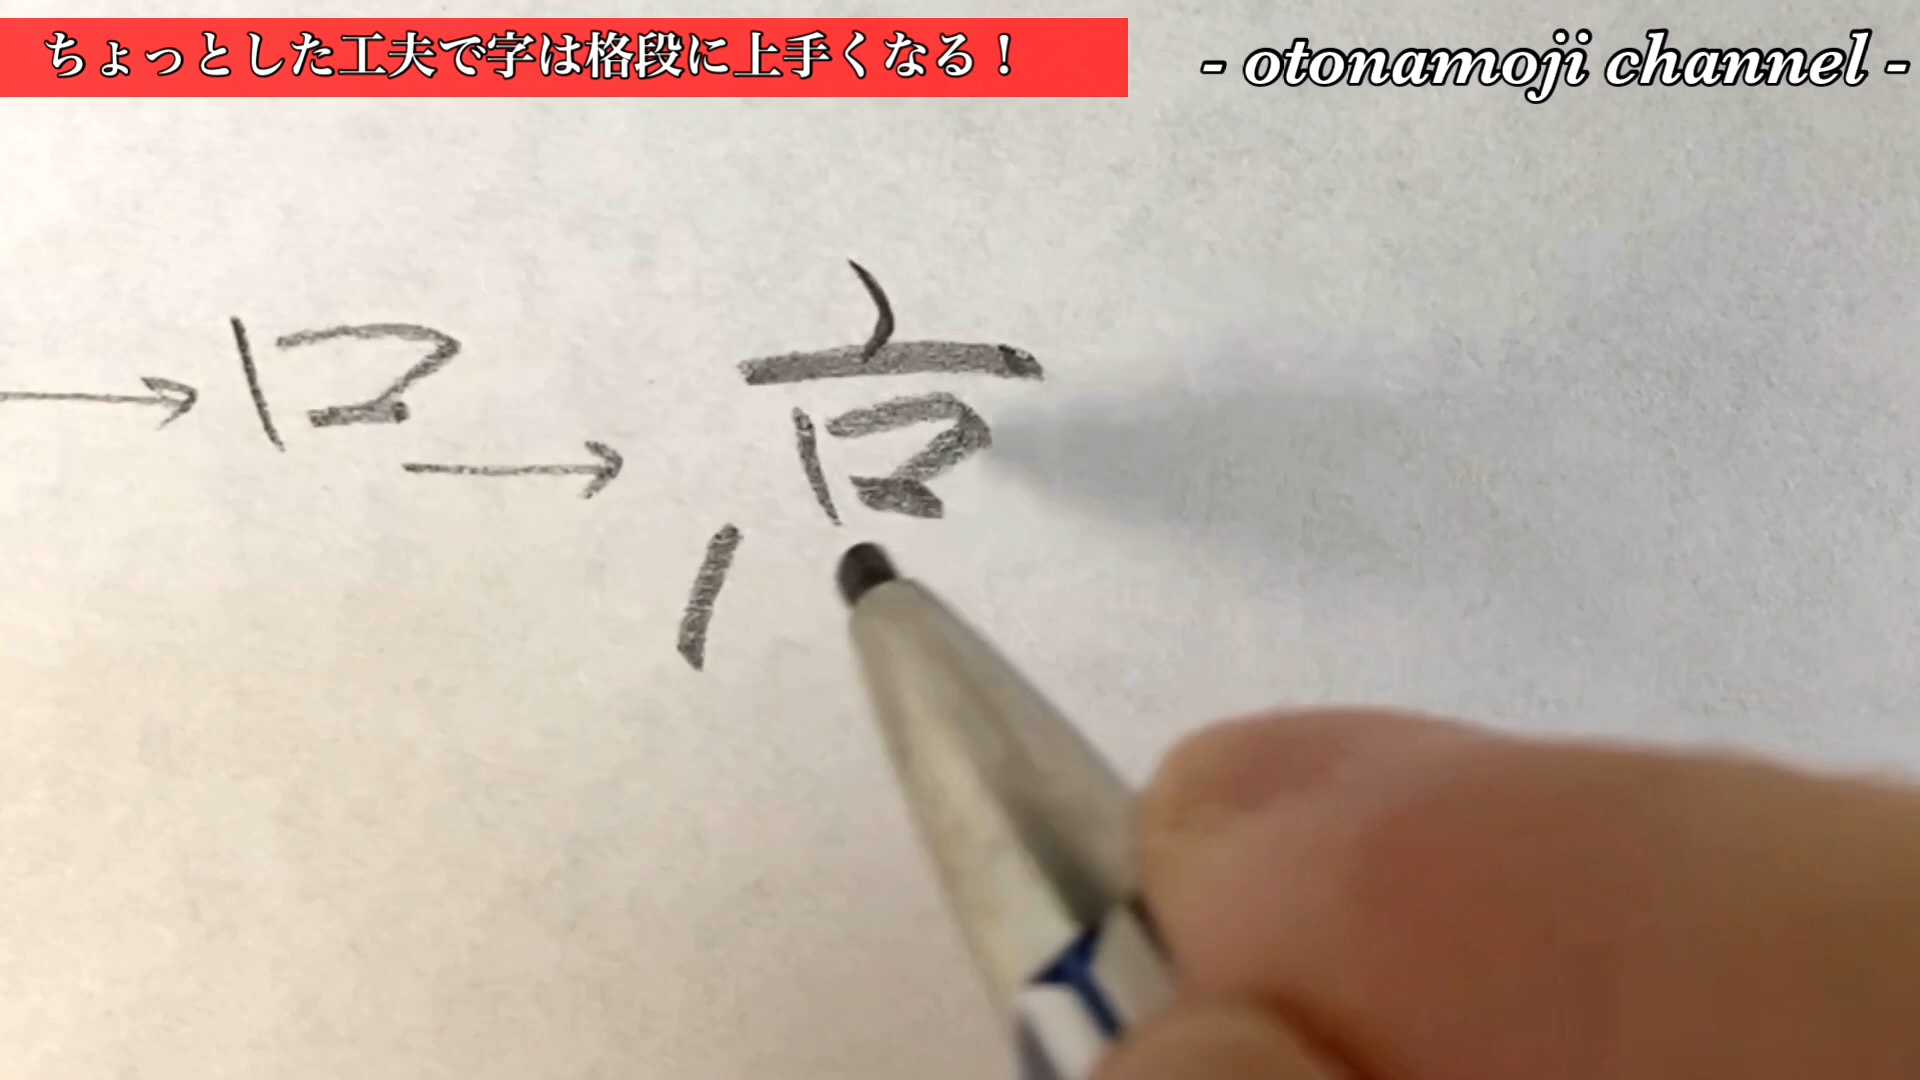 ちょっとした工夫で字は格段に上手くなる！
- otonamoji channel -
→口→